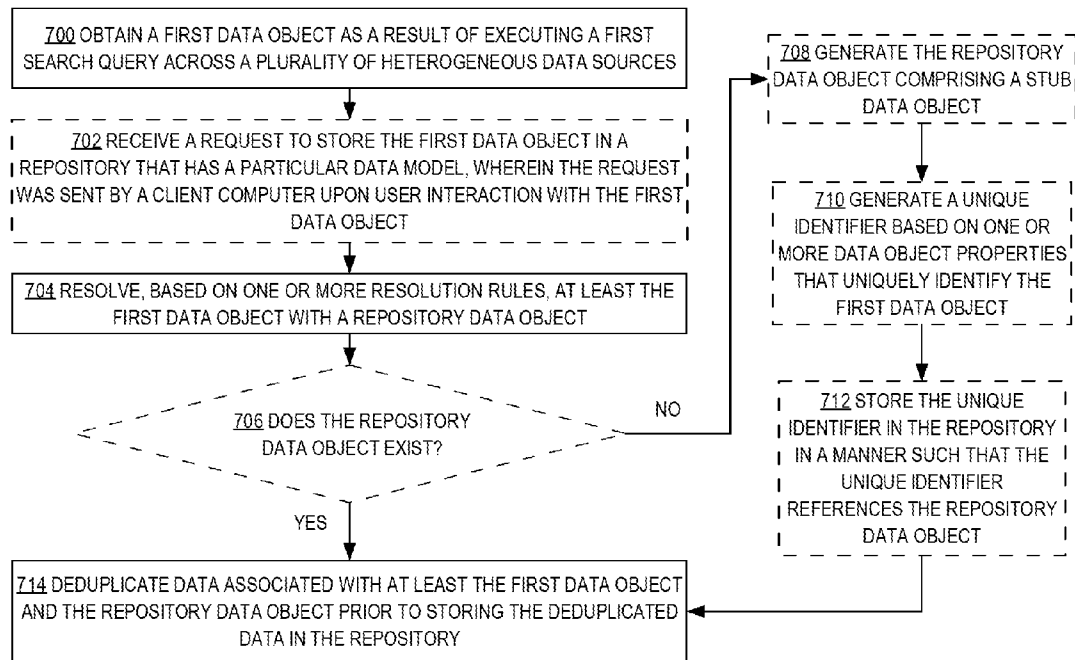 700 OBTAIN A FIRST DATA OBJECT AS A RESULT OF EXECUTING A FIRST
SEARCH QUERY ACROSS A PLURALITY OF HETEROGENEOUS DATA SOURCES
702 RECEIVE A REQUEST TO STORE THE FIRST DATA OBJECT IN A
REPOSITORY THAT HAS A PARTICULAR DATA MODEL, WHEREIN THE REQUEST
WAS SENT BY A CLIENT COMPUTER UPON USER INTERACTION WITH THE FIRST
DATA OBJECT
704 RESOLVE, BASED ON ONE OR MORE RESOLUTION RULES, AT LEAST THE
FIRST DATA OBJECT WITH A REPOSITORY DATA OBJECT
706 DOES THE REPOSITORY
DATA OBJECT EXIST?
NO
YES
708 GENERATE THE REPOSITORY
DATA OBJECT COMPRISING A STUB
DATA OBJECT
710 GENERATE A UNIQUE
IDENTIFIER BASED ON ONE OR
MORE DATA OBJECT PROPERTIES
THAT UNIQUELY IDENTIFY THE
FIRST DATA OBJECT
712 STORE THE UNIQUE
IDENTIFIER IN THE REPOSITORY
IN A MANNER SUCH THAT THE
UNIQUE IDENTIFIER
REFERENCES THE REPOSITORY
DATA OBJECT
714 DEDUPLICATE DATA ASSOCIATED WITH AT LEAST THE FIRST DATA OBJECT
AND THE REPOSITORY DATA OBJECT PRIOR TO STORING THE DEDUPLICATED
DATA IN THE REPOSITORY